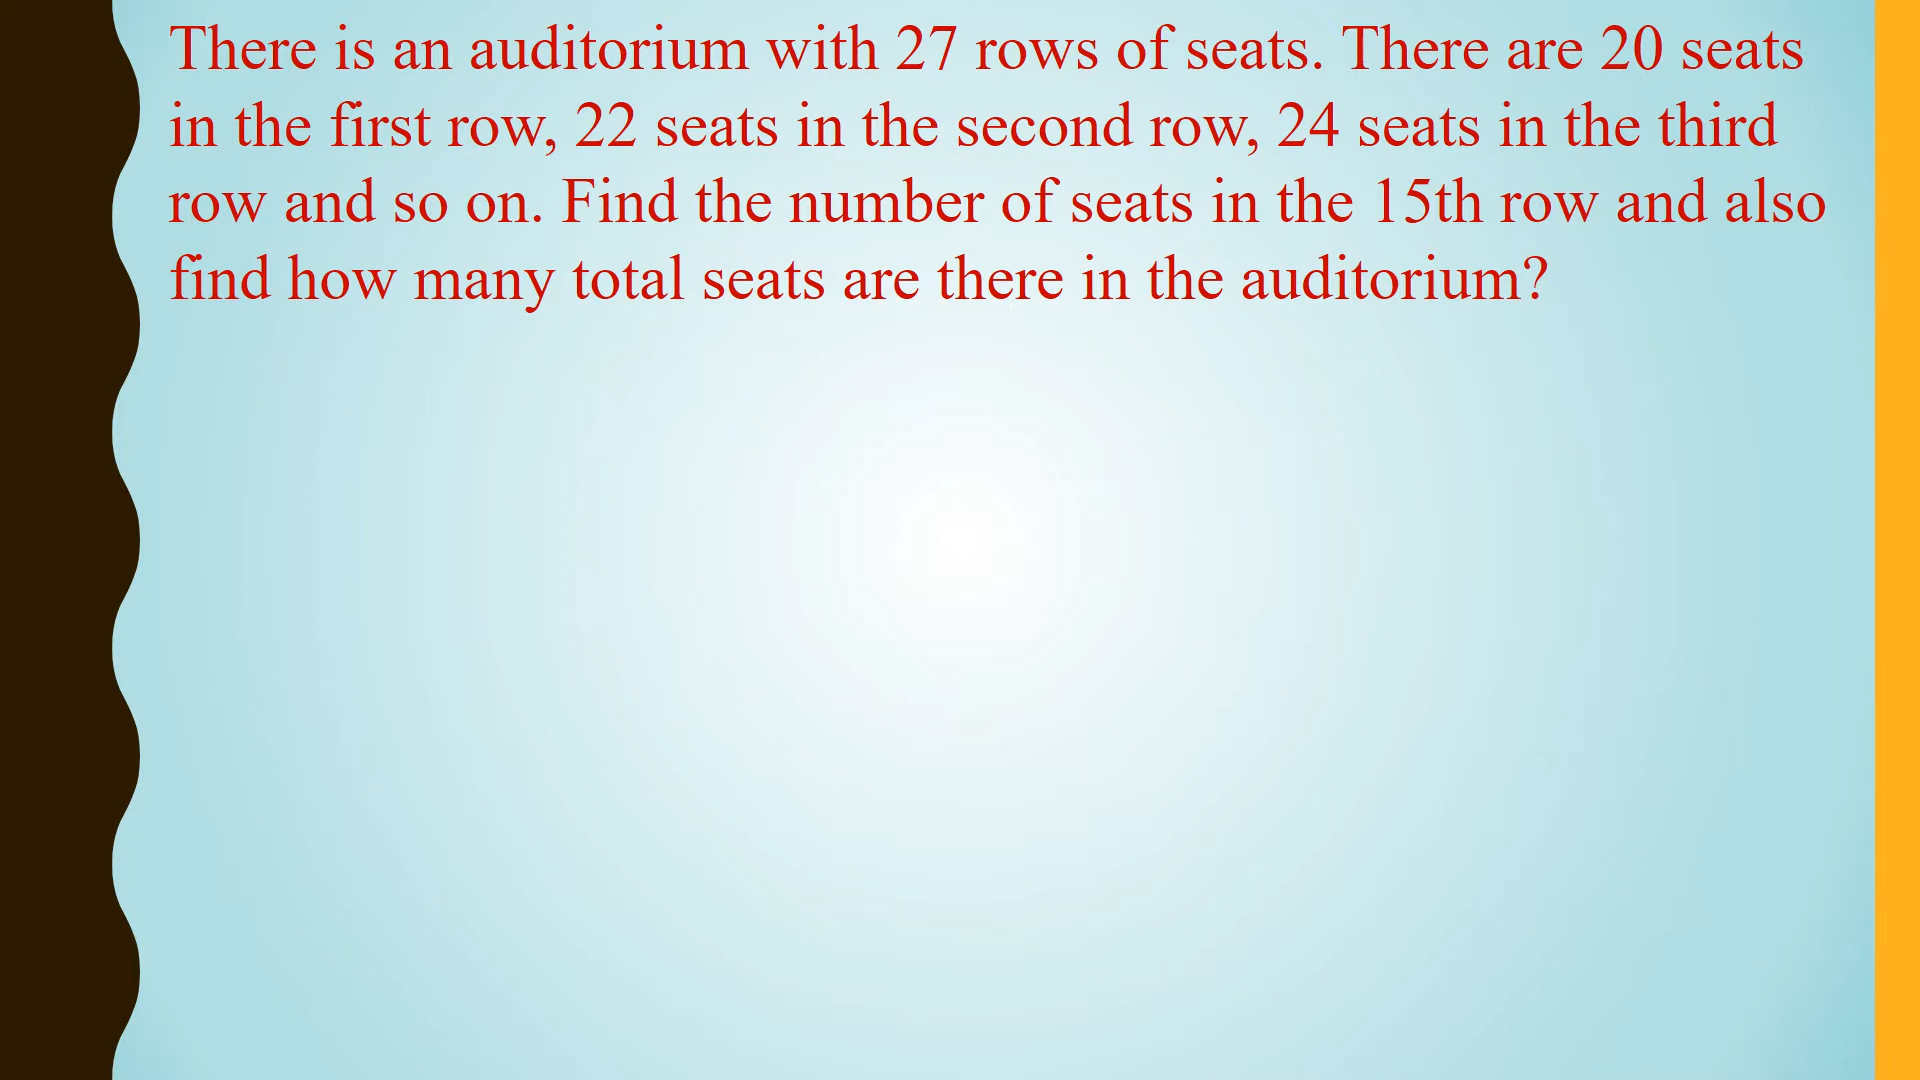 There is an auditorium with 27 rows of seats. There are 20 seats
in the first row, 22 seats in the second row, 24 seats in the third
row and so on. Find the number of seats in the 15th row and also
find how many total seats are there in the auditorium?